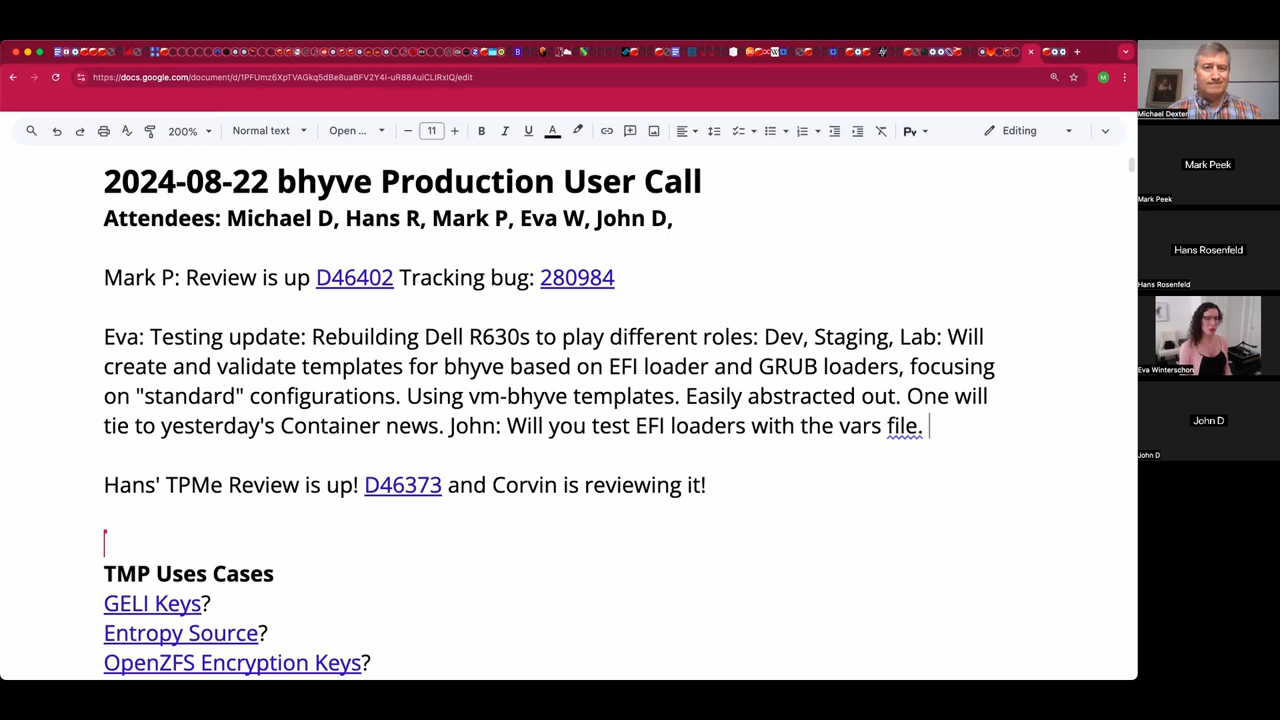 https://docs.google.com/document/d/1PFUmz6XpTVAGkq5dBe8uaBFV2Y4i-uR88AuiCLIRxIQ/edit
M
200%
Normal text
Open ...
11
B
I
U
A
Editing
2024-08-22 bhyve Production User Call
Attendees: Michael D, Hans R, Mark P, Eva W, John D,
Mark P: Review is up D46402 Tracking bug: 280984
Eva: Testing update: Rebuilding Dell R630s to play different roles: Dev, Staging, Lab: Will
create and validate templates for bhyve based on EFI loader and GRUB loaders, focusing
on "standard" configurations. Using vm-bhyve templates. Easily abstracted out. One will
tie to yesterday's Container news. John: Will you test EFI loaders with the vars file.
Hans' TPMe Review is up! D46373 and Corvin is reviewing it!
TMP Uses Cases
GELI Keys?
Entropy Source?
OpenZFS Encryption Keys?
Michael Dexter
Mark Peek
Mark Peek
Hans Rosenfeld
Hans Rosenfeld
Eva Winterschon
John D
John D